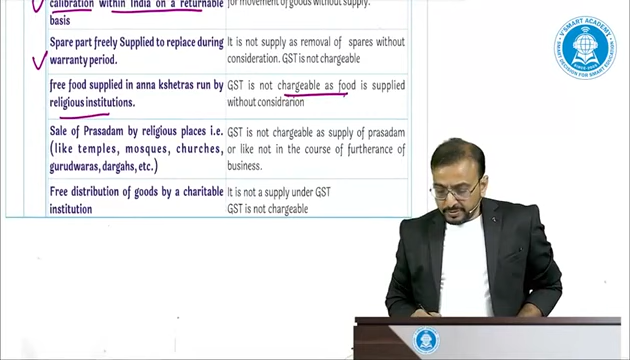 calibration within India on a returnable
basis
for movement of goods without supply.
Spare part freely Supplied to replace during
warranty period.
It is not supply as removal of spares without
consideration. GST is not chargeable
free food supplied in anna kshetras run by
religious institutions.
GST is not chargeable as food is supplied
without considrarion
Sale of Prasadam by religious places i.e.
(like temples, mosques, churches,
gurudwaras, dargahs, etc.)
GST is not chargeable as supply of prasadam
or like not in the course of furtherance of
business.
Free distribution of goods by a charitable
institution
It is not a supply under GST
GST is not chargeable
V'SMART ACADEMY